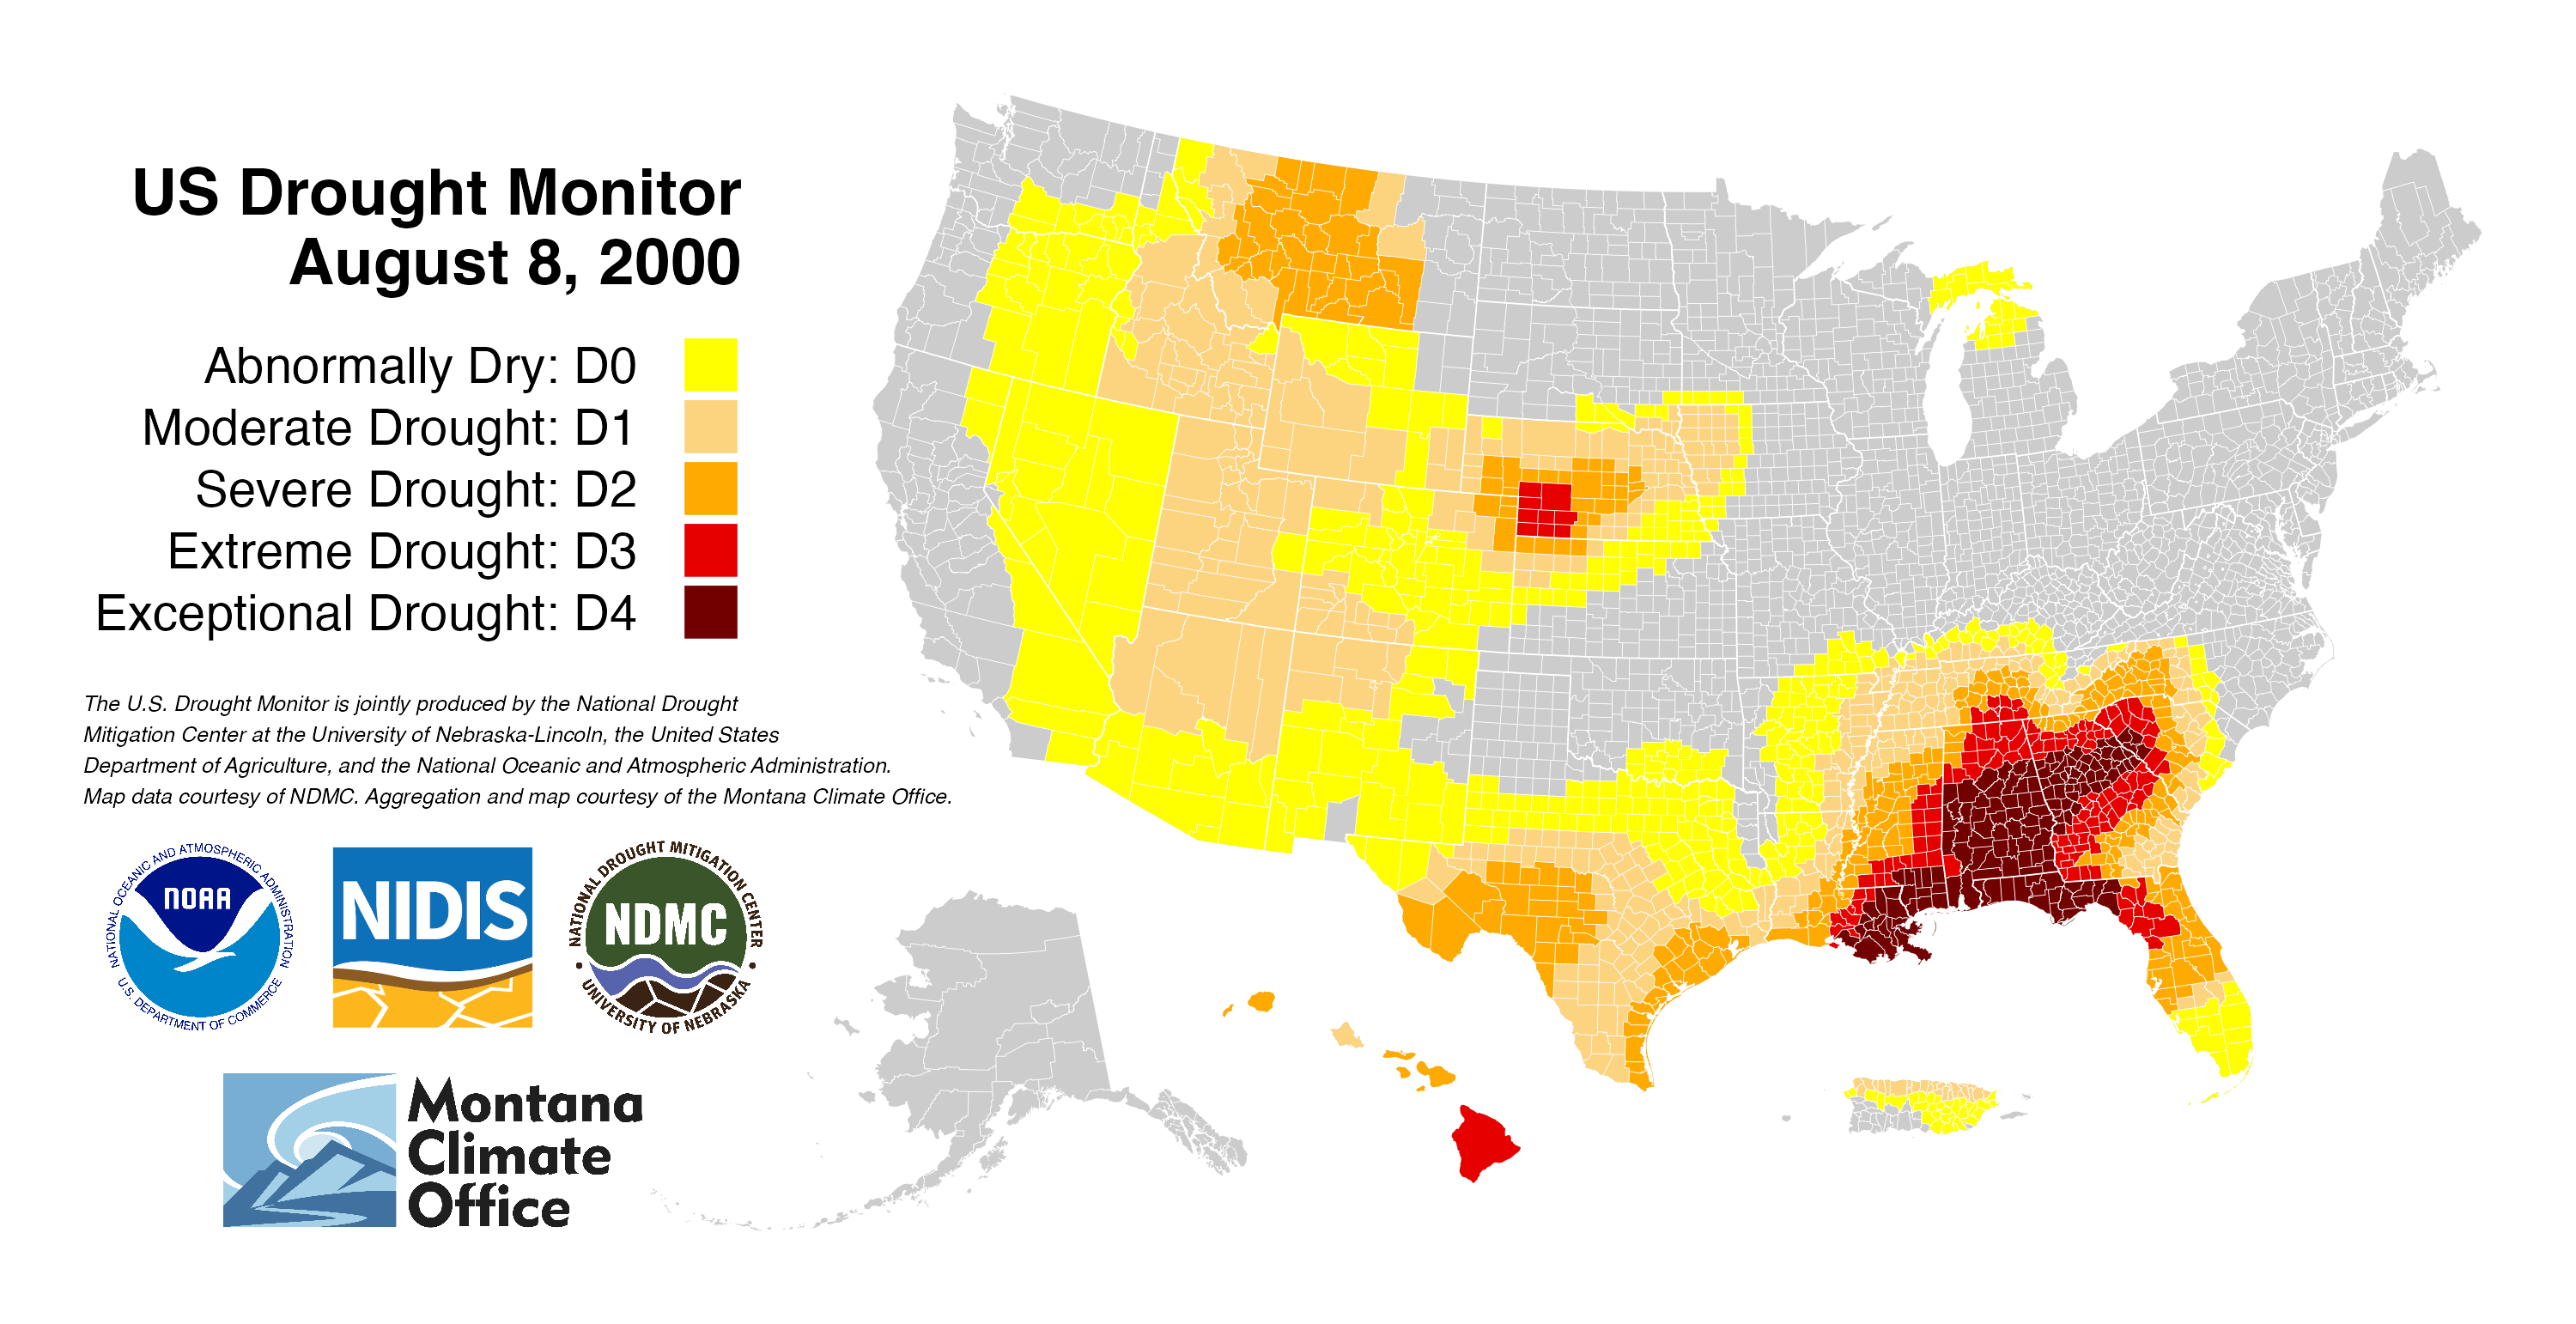 US Drought Monitor
August 8, 2000
Abnormally Dry: D0
Moderate Drought: D1
Severe Drought: D2
Extreme Drought: D3
Exceptional Drought: D4
The U.S. Drought Monitor is jointly produced by the National Drought
Mitigation Center at the University of Nebraska-Lincoln, the United States
Department of Agriculture, and the National Oceanic and Atmospheric Administration.
Map data courtesy of NDMC. Aggregation and map courtesy of the Montana Climate Office.
NATIONAL OCEANIC AND ATMOSPHERIC ADMINISTRATION
NOAA
U.S. DEPARTMENT OF COMMERCE
NIDIS
NATIONAL DROUGHT MITIGATION CENTER
NDMC
UNIVERSITY OF NEBRASKA
Montana
Climate
Office